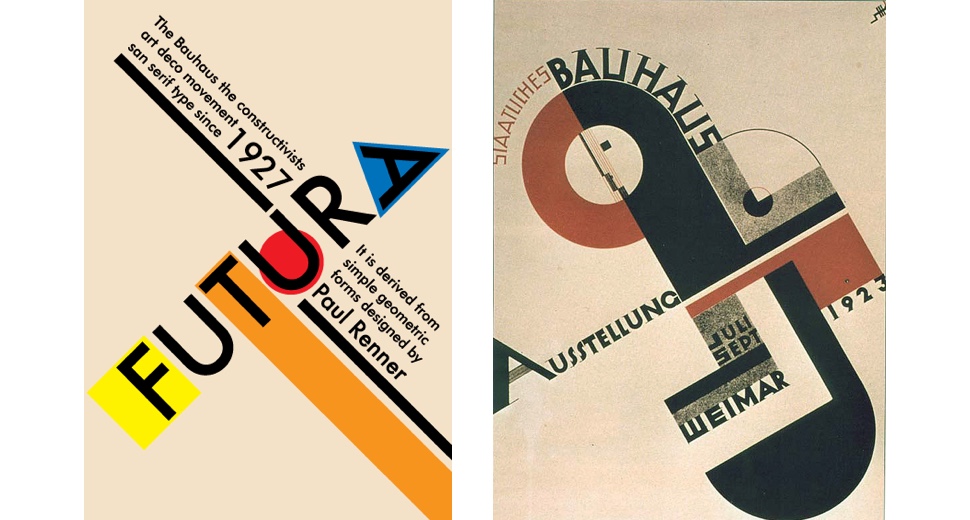 The Bauhaus the constructivists
art deco movement
san serif type since
1927
FUTURA
It is derived from
simple geometric
forms designed by
Paul Renner
STAATLICHES
BAUHAUS
AUSSTELLUNG
1923
JULI
SEPT
WEIMAR